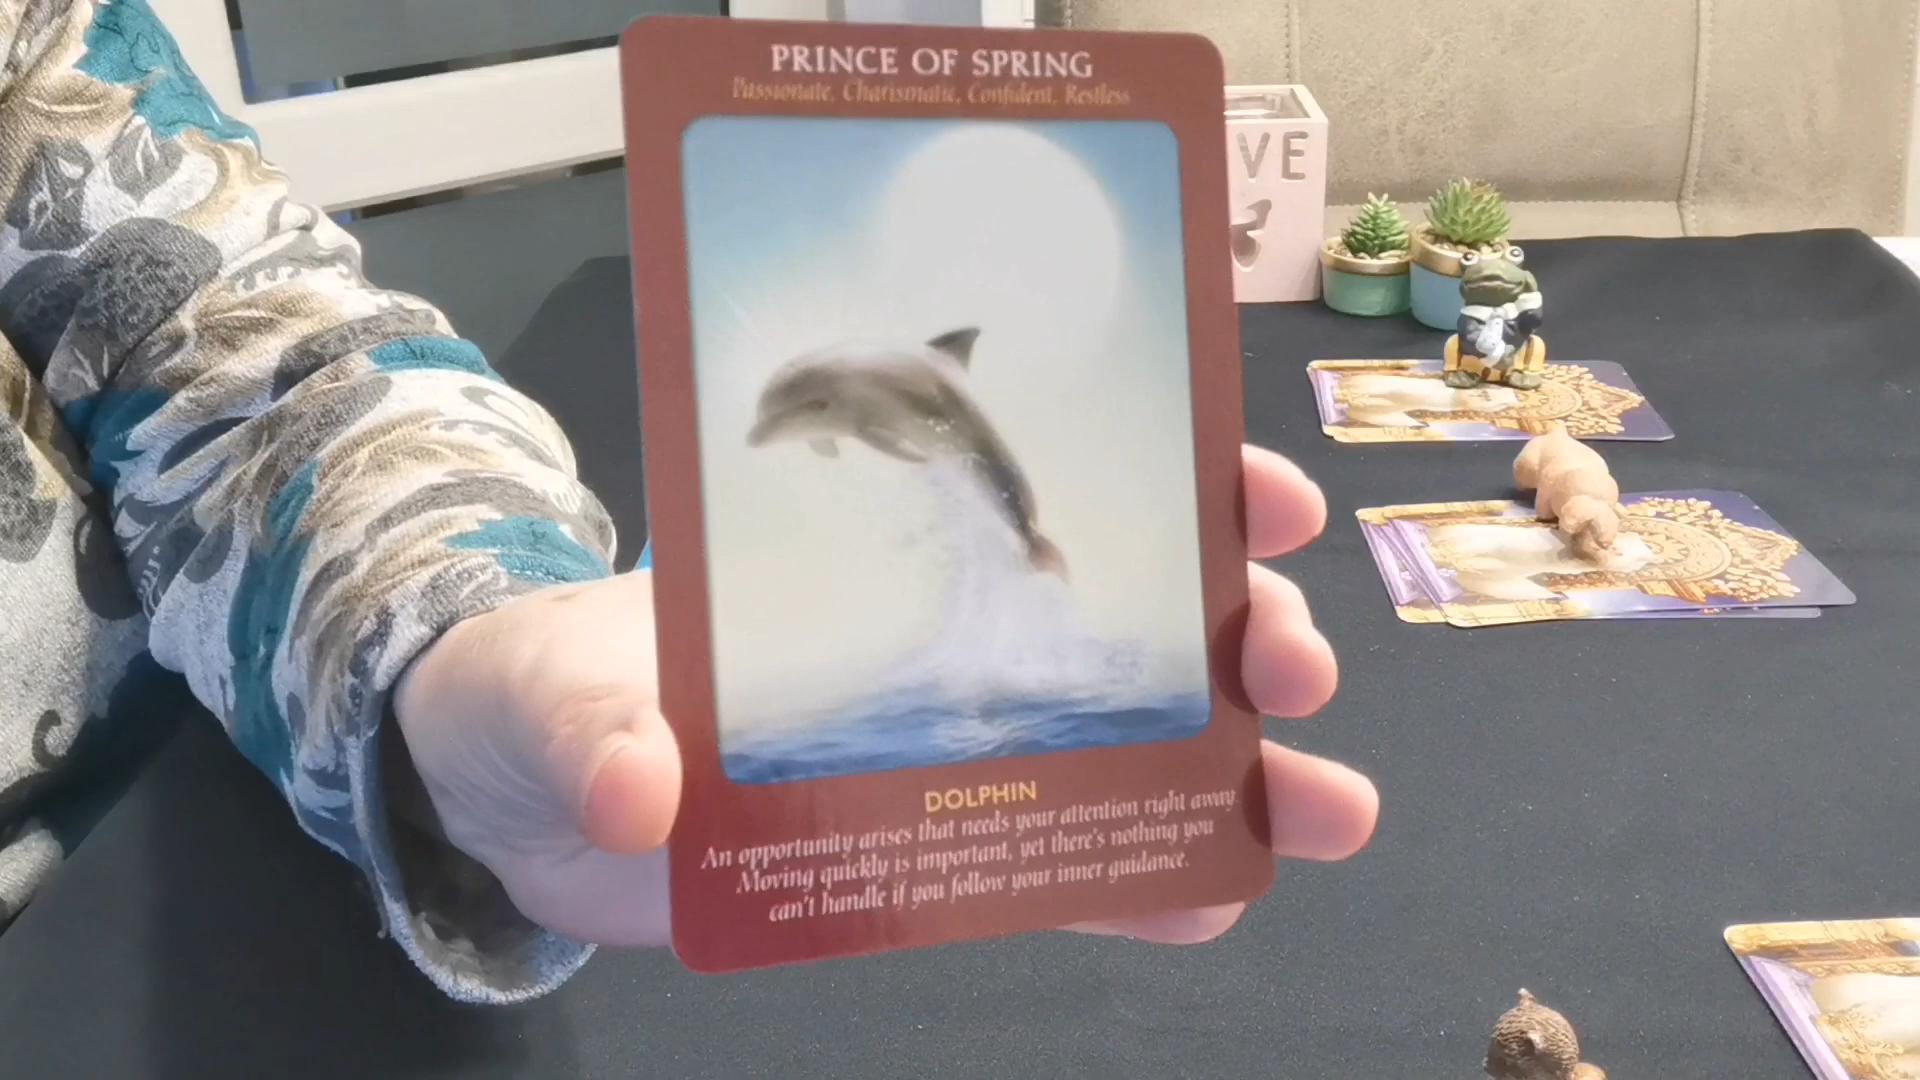 PRINCE OF SPRING
Passionate, Charismatic, Confident, Restless
VE
DOLPHIN
An opportunity arises that needs your attention right away.
Moving quickly is important, yet there's nothing you
can't handle if you follow your inner guidance.